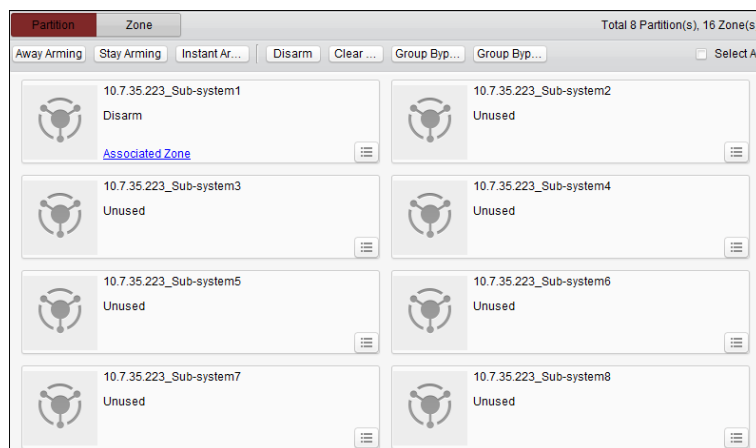 Partition Zone Total 8 Partition(s), 16 Zone(s
Away Arming Stay Arming Instant Ar... Disarm Clear ... Group Byp... Group Byp... Select A
10.7.35.223_Sub-system1 10.7.35.223_Sub-system2
Disarm Unused
Associated Zone
10.7.35.223_Sub-system3 10.7.35.223_Sub-system4
Unused Unused
10.7.35.223_Sub-system5 10.7.35.223_Sub-system6
Unused Unused
10.7.35.223_Sub-system7 10.7.35.223_Sub-system8
Unused Unused